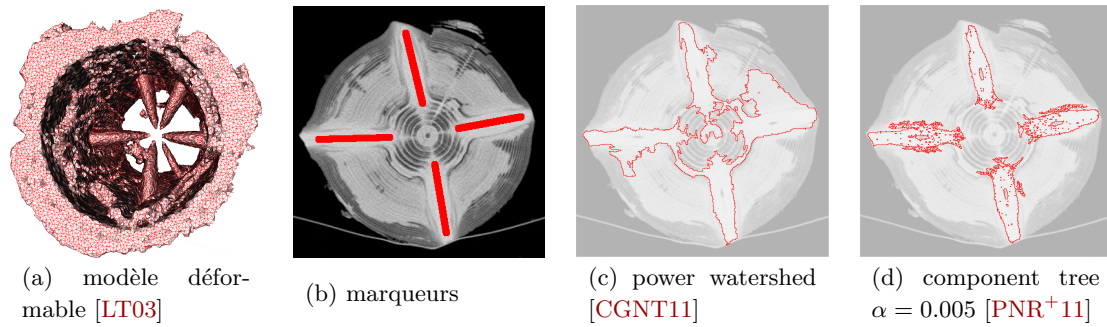 (a) modèle défor-
mable [LT03]
(b) marqueurs
(c) power watershed
[CGNT11]
(d) component tree
α = 0.005 [PNR+11]